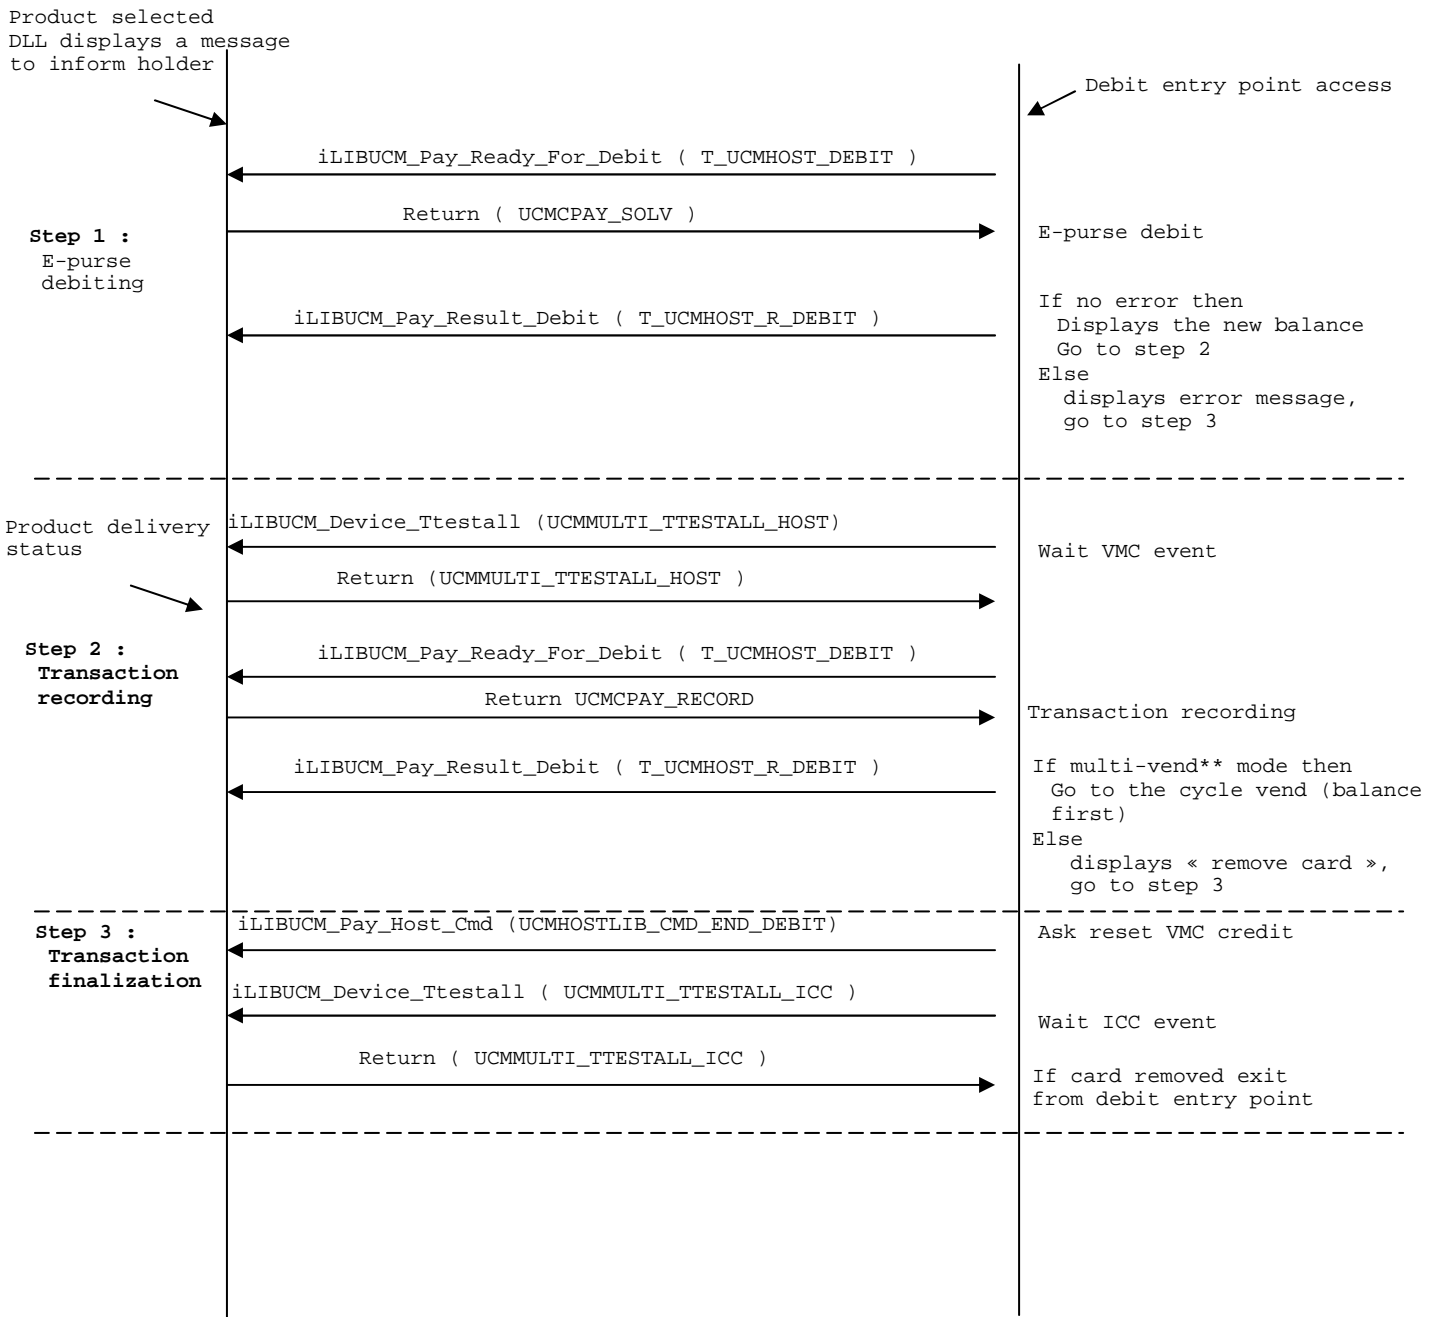 Product selected
DLL displays a message
to inform holder
Debit entry point access
iLIBUCM_Pay_Ready_For_Debit ( T_UCMHOST_DEBIT )
Return ( UCMCPAY_SOLV )
Step 1 :
E-purse
debiting
E-purse debit
iLIBUCM_Pay_Result_Debit ( T_UCMHOST_R_DEBIT )
If no error then
Displays the new balance
Go to step 2
Else
displays error message,
go to step 3
Product delivery
status
iLIBUCM_Device_Ttestall (UCMMULTI_TTESTALL_HOST)
Wait VMC event
Return (UCMMULTI_TTESTALL_HOST )
Step 2 :
Transaction
recording
iLIBUCM_Pay_Ready_For_Debit ( T_UCMHOST_DEBIT )
Return UCMCPAY_RECORD
Transaction recording
iLIBUCM_Pay_Result_Debit ( T_UCMHOST_R_DEBIT )
If multi-vend** mode then
Go to the cycle vend (balance
first)
Else
displays « remove card »,
go to step 3
Step 3 :
Transaction
finalization
iLIBUCM_Pay_Host_Cmd (UCMHOSTLIB_CMD_END_DEBIT)
Ask reset VMC credit
iLIBUCM_Device_Ttestall ( UCMMULTI_TTESTALL_ICC )
Wait ICC event
Return ( UCMMULTI_TTESTALL_ICC )
If card removed exit
from debit entry point